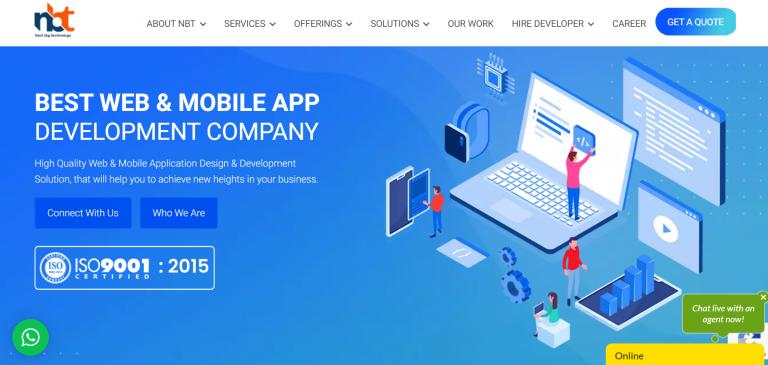 nbt
next big technology
ABOUT NBT
SERVICES
OFFERINGS
SOLUTIONS
OUR WORK
HIRE DEVELOPER
CAREER
GET A QUOTE
BEST WEB & MOBILE APP
DEVELOPMENT COMPANY
High Quality Web & Mobile Application Design & Development
Solution, that will help you to achieve new heights in your business.
Connect With Us
Who We Are
ISO
ISO9001 : 2015
CERTIFIED
</>
Chat live with an
agent now!
Online